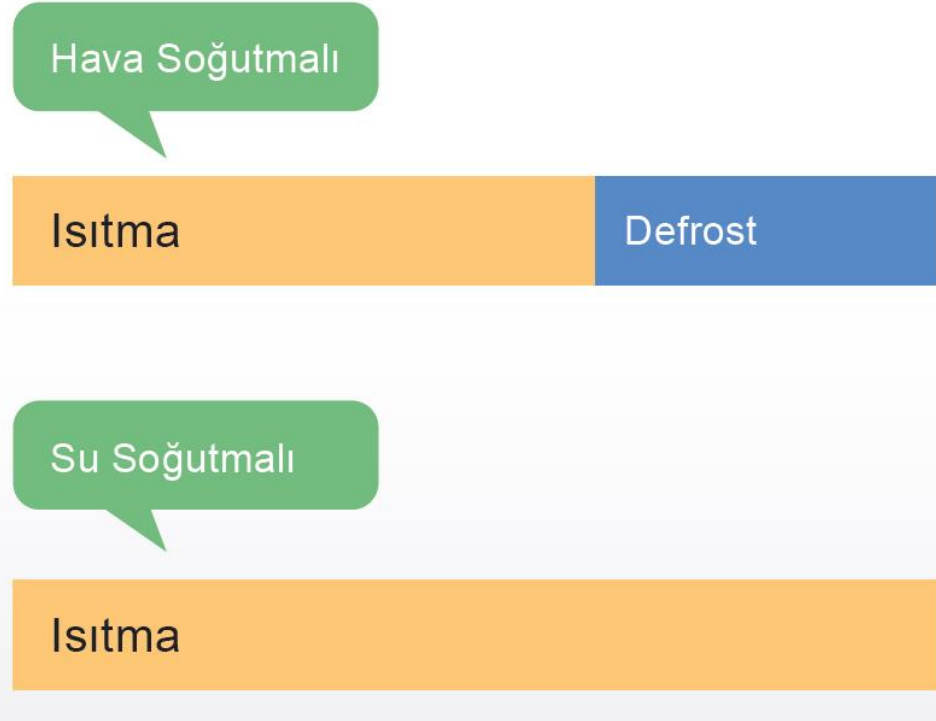 Hava Soğutmalı
Isıtma
Defrost
Su Soğutmalı
Isıtma